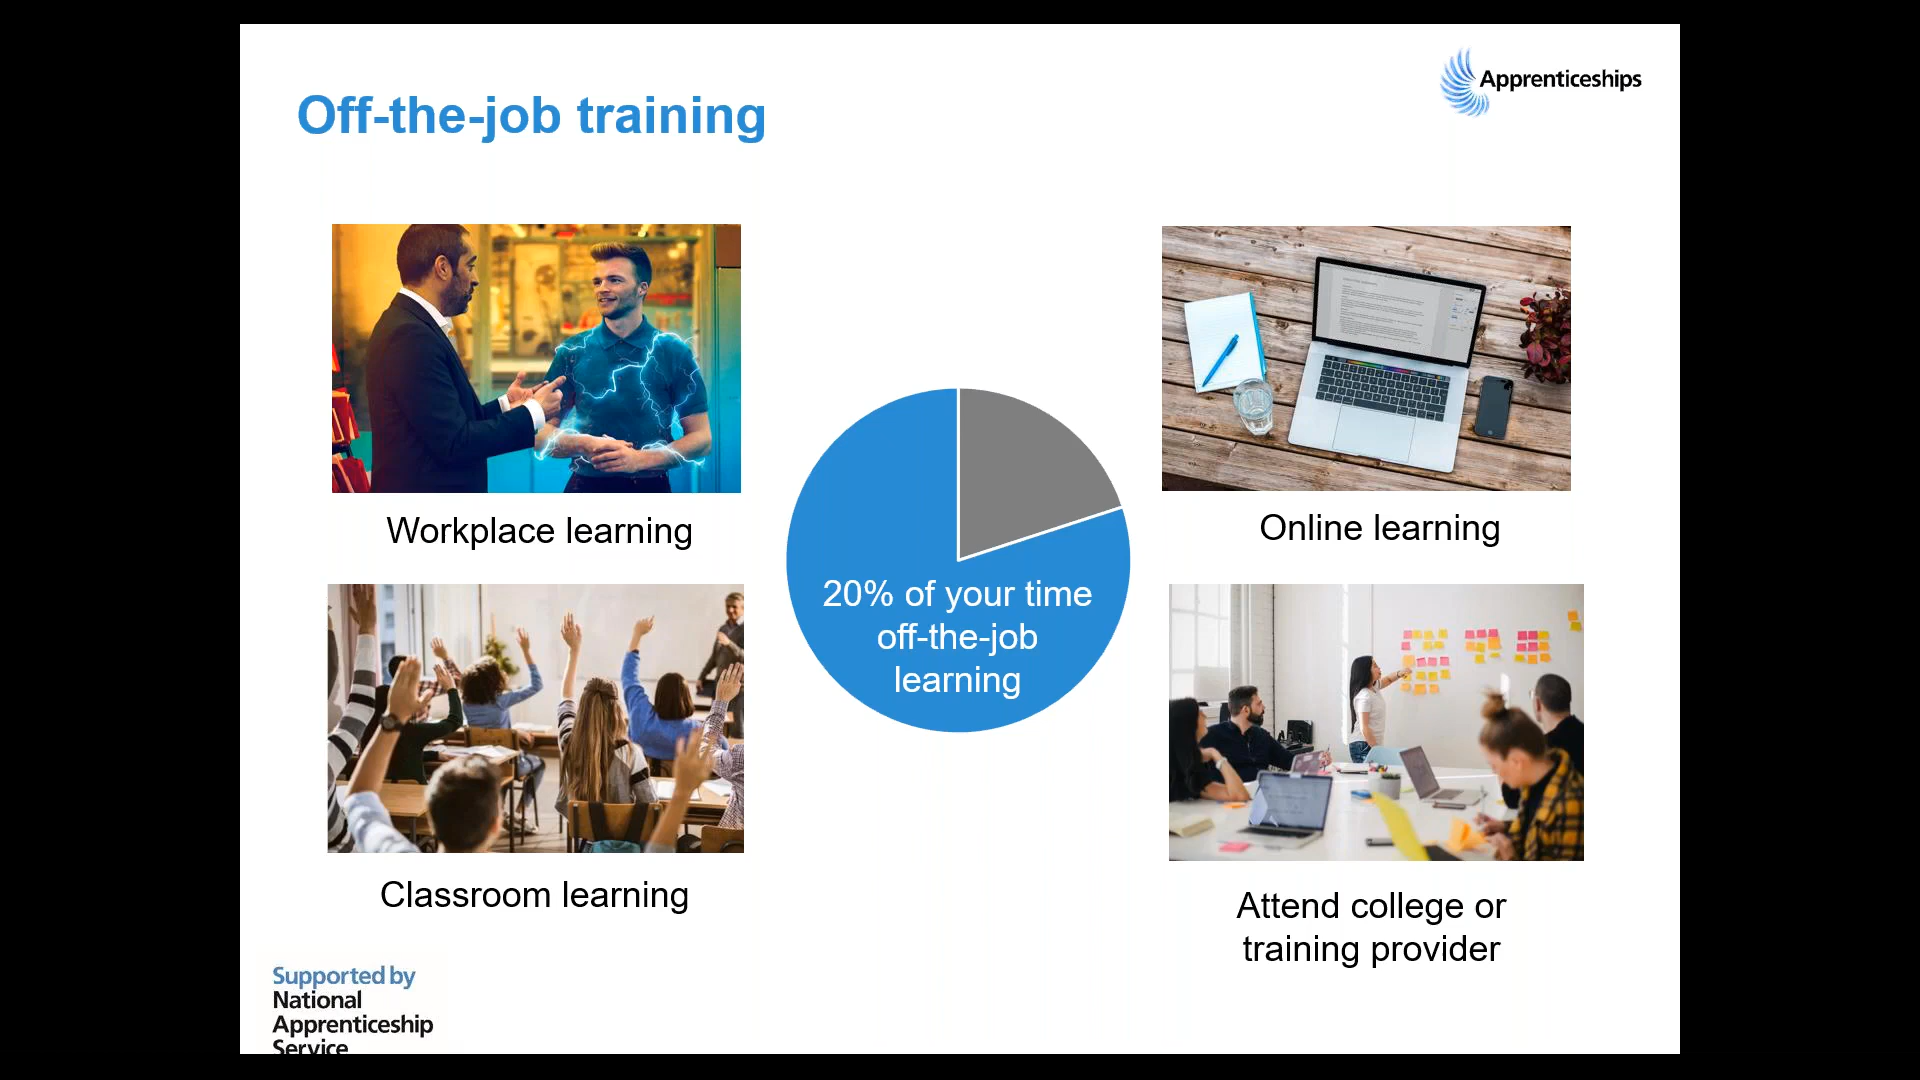 Apprenticeships
Off-the-job training
Workplace learning
Online learning
20% of your time
off-the-job
learning
Classroom learning
Attend college or
training provider
Supported by
National
Apprenticeship
Service